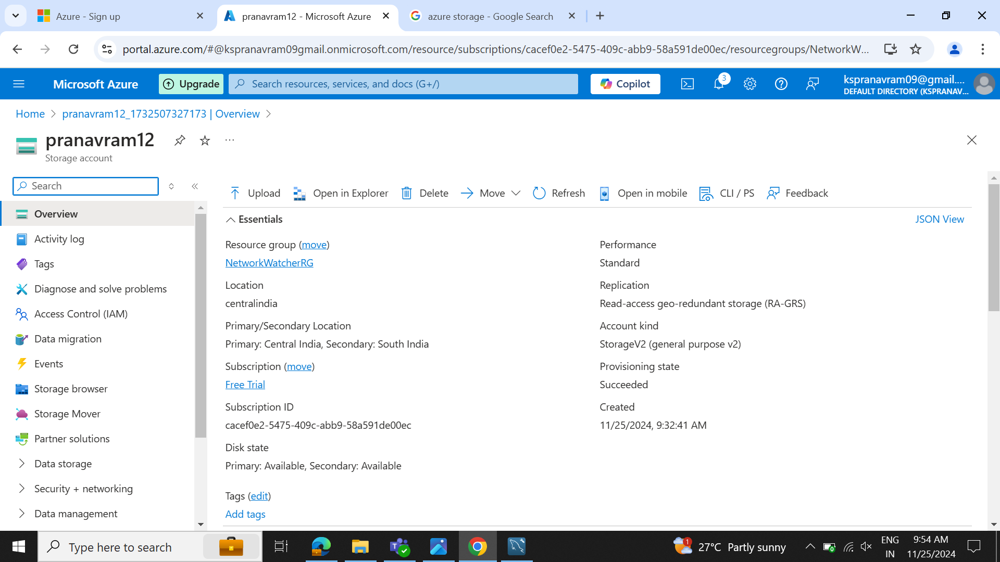 Azure - Sign up
pranavram12 - Microsoft Azure
azure storage - Google Search
portal.azure.com/#@kspranavram09gmail.onmicrosoft.com/resource/subscriptions/cacef0e2-5475-409c-abb9-58a591de00ec/resourcegroups/NetworkW...
Microsoft Azure
Upgrade
Search resources, services, and docs (G+/)
Copilot
3
kspranavram09@gmail....
DEFAULT DIRECTORY (KSPRANAV...
Home > pranavram12_1732507327173 | Overview >
pranavram12
...
Storage account
Search
Upload
Open in Explorer
Delete
Move
Refresh
Open in mobile
CLI / PS
Feedback
Overview
Activity log
Tags
Diagnose and solve problems
Access Control (IAM)
Data migration
Events
Storage browser
Storage Mover
Partner solutions
Data storage
Security + networking
Data management
Essentials
JSON View
Resource group (move)
NetworkWatcherRG
Location
centralindia
Primary/Secondary Location
Primary: Central India, Secondary: South India
Subscription (move)
Free Trial
Subscription ID
cacef0e2-5475-409c-abb9-58a591de00ec
Disk state
Primary: Available, Secondary: Available
Tags (edit)
Add tags
Performance
Standard
Replication
Read-access geo-redundant storage (RA-GRS)
Account kind
StorageV2 (general purpose v2)
Provisioning state
Succeeded
Created
11/25/2024, 9:32:41 AM
Type here to search
1
27°C Partly sunny
ENG
IN
9:54 AM
11/25/2024